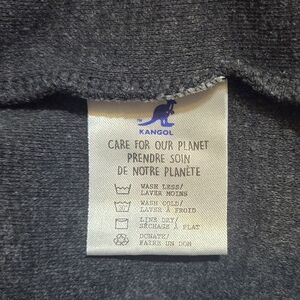 KANGOL
CARE FOR OUR PLANET
PRENDRE SOIN
DE NOTRE PLANÈTE
WASH LESS/
LAVER MOINS
WASH COLD/
LAVER À FROID
LINE DRY/
SÉCHAGE À PLAT
DONATE/
FAIRE UN DON